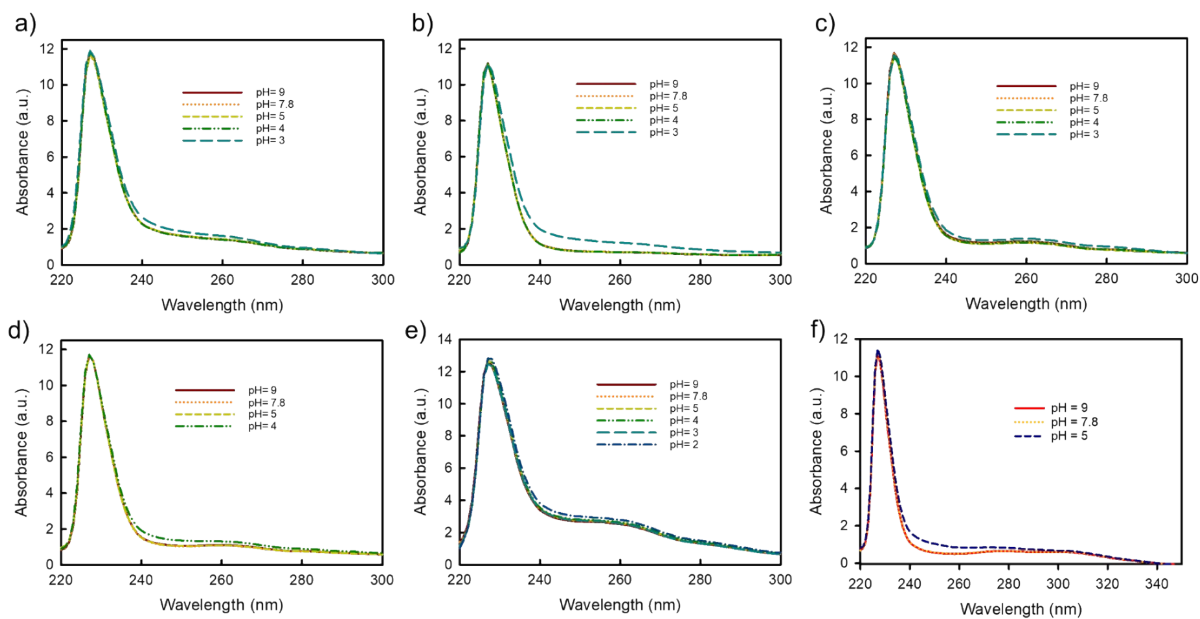 a)
12
10
8
6
4
2
0
220 240 260 280 300
Absorbance (a.u.)
Wavelength (nm)
pH= 9
pH= 7.8
pH= 5
pH= 4
pH= 3
b)
12
10
8
6
4
2
0
220 240 260 280 300
Absorbance (a.u.)
Wavelength (nm)
pH= 9
pH= 7.8
pH= 5
pH= 4
pH= 3
c)
12
10
8
6
4
2
0
220 240 260 280 300
Absorbance (a.u.)
Wavelength (nm)
pH= 9
pH= 7.8
pH= 5
pH= 4
pH= 3
d)
12
10
8
6
4
2
0
220 240 260 280 300
Absorbance (a.u.)
Wavelength (nm)
pH= 9
pH= 7.8
pH= 5
pH= 4
e)
14
12
10
8
6
4
2
0
220 240 260 280 300
Absorbance (a.u.)
Wavelength (nm)
pH= 9
pH= 7.8
pH= 5
pH= 4
pH= 3
pH= 2
f)
12
10
8
6
4
2
0
220 240 260 280 300 320 340
Absorbance (a.u.)
Wavelength (nm)
pH = 9
pH = 7.8
pH = 5